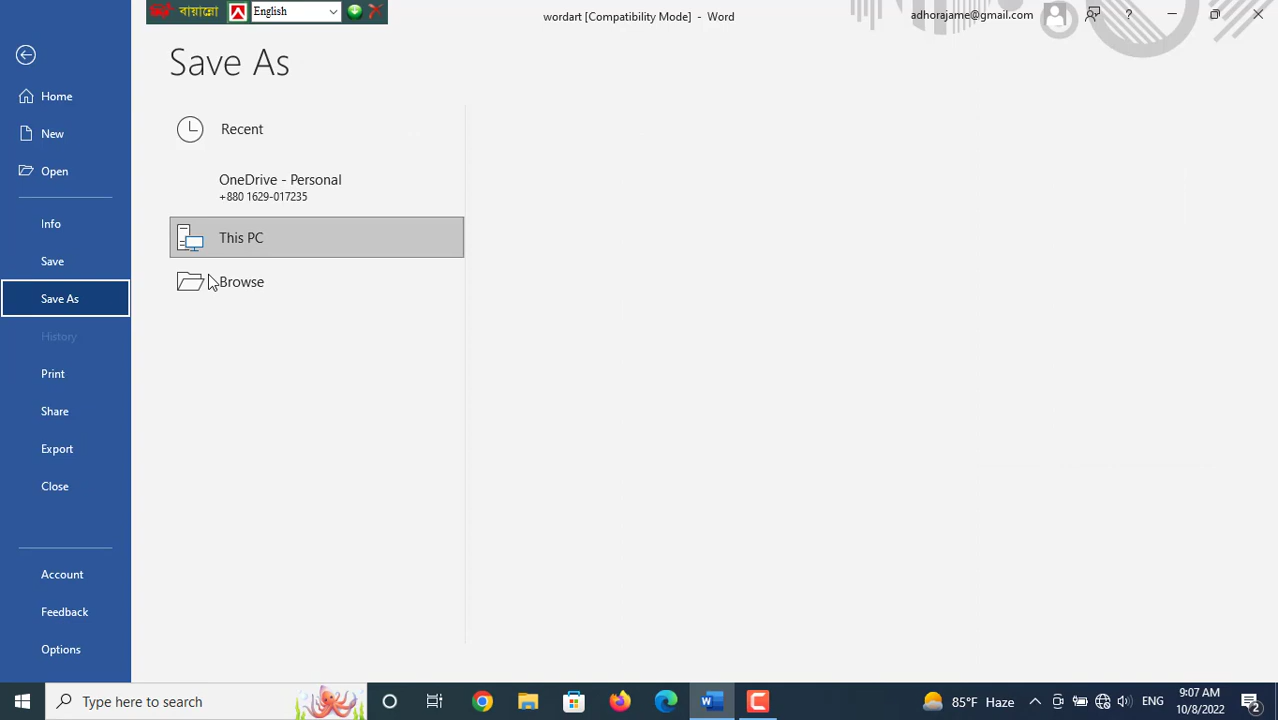 বায়ান্নো English
wordart [Compatibility Mode] - Word
adhorajame@gmail.com
?
Save As
Home
New
Open
Info
Save
Save As
History
Print
Share
Export
Close
Account
Feedback
Options
Recent
OneDrive - Personal
+880 1629-017235
This PC
Browse
Type here to search
85°F Haze
ENG
9:07 AM
10/8/2022
2